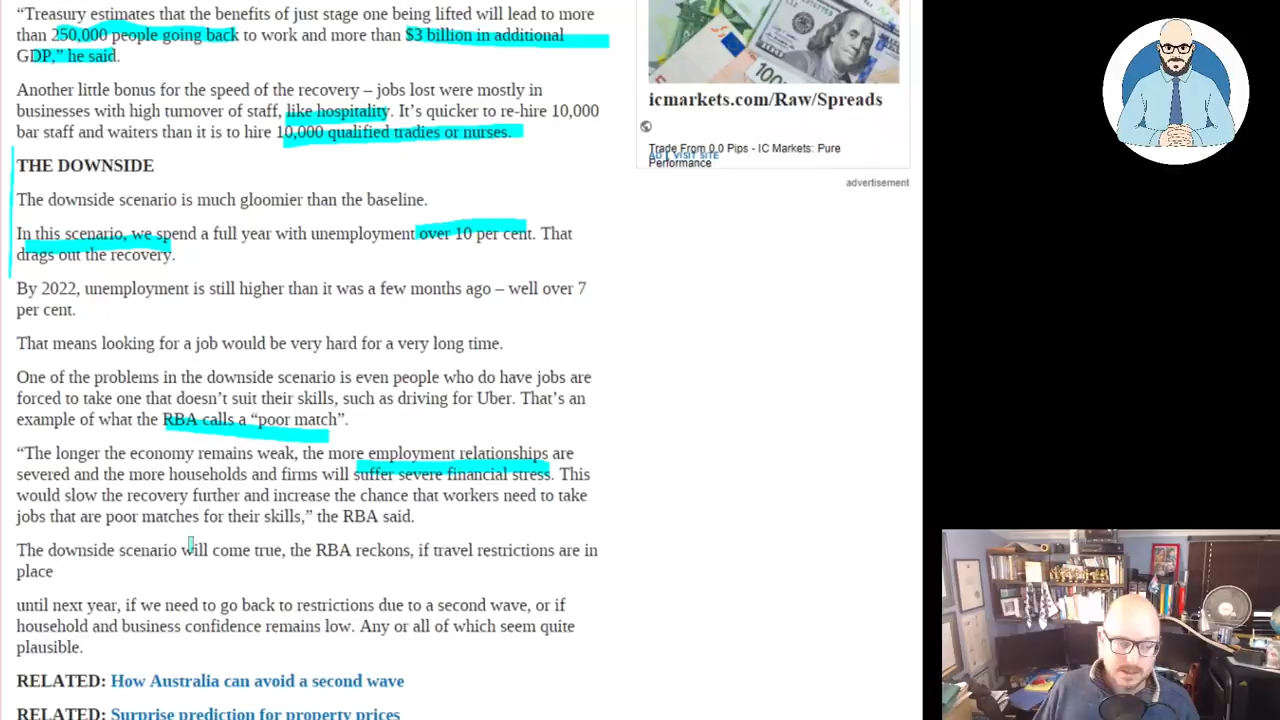 “Treasury estimates that the benefits of just stage one being lifted will lead to more
than 250,000 people going back to work and more than $3 billion in additional
GDP,” he said.
Another little bonus for the speed of the recovery – jobs lost were mostly in
businesses with high turnover of staff, like hospitality. It’s quicker to re-hire 10,000
bar staff and waiters than it is to hire 10,000 qualified tradies or nurses.
THE DOWNSIDE
The downside scenario is much gloomier than the baseline.
In this scenario, we spend a full year with unemployment over 10 per cent. That
drags out the recovery.
By 2022, unemployment is still higher than it was a few months ago – well over 7
per cent.
That means looking for a job would be very hard for a very long time.
One of the problems in the downside scenario is even people who do have jobs are
forced to take one that doesn’t suit their skills, such as driving for Uber. That’s an
example of what the RBA calls a “poor match”.
“The longer the economy remains weak, the more employment relationships are
severed and the more households and firms will suffer severe financial stress. This
would slow the recovery further and increase the chance that workers need to take
jobs that are poor matches for their skills,” the RBA said.
The downside scenario will come true, the RBA reckons, if travel restrictions are in
place
until next year, if we need to go back to restrictions due to a second wave, or if
household and business confidence remains low. Any or all of which seem quite
plausible.
RELATED: How Australia can avoid a second wave
RELATED: Surprise prediction for property prices
100
icmarkets.com/Raw/Spreads
Trade From 0.0 Pips - IC Markets: Pure
Performance
AD | VISIT SITE
advertisement